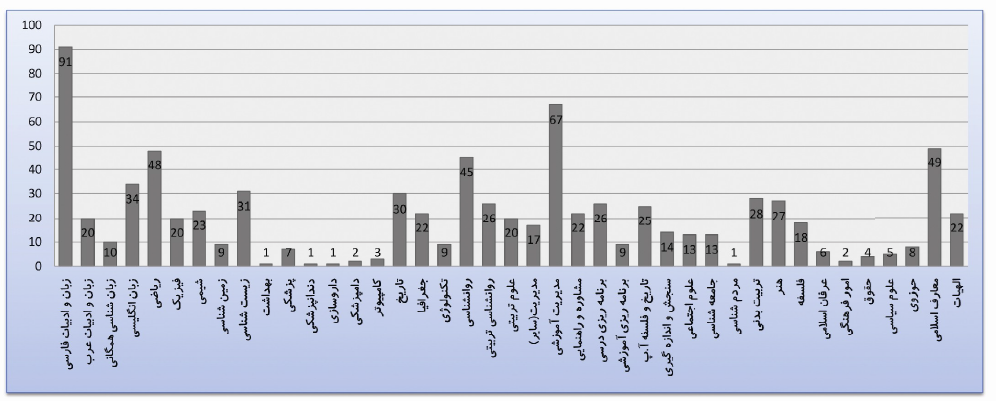 100
90
80
70
60
50
40
30
20
10
0
91
20
10
34
48
20
23
9
31
1
7
1
1
2
3
30
22
9
45
26
20
17
67
22
26
9
25
14
13
13
1
28
27
18
6
2
4
5
8
49
22
زبان و ادبیات فارسی
زبان و ادبیات عرب
زبان شناسی همگانی
زبان انگلیسی
ریاضی
فیزیک
شیمی
زمین شناسی
زیست شناسی
بهداشت
پزشکی
دندانپزشکی
داروسازی
دامپزشکی
کامپیوتر
تاریخ
جغرافیا
تکنولوژی
روانشناسی
روانشناسی تربیتی
علوم تربیتی
مدیریت(سایر)
مدیریت آموزشی
مشاوره و راهنمایی
برنامه ریزی درسی
برنامه ریزی آموزشی
تاریخ و فلسفه آ.پ
سنجش و اندازه گیری
علوم اجتماعی
جامعه شناسی
مردم شناسی
تربیت بدنی
هنر
فلسفه
عرفان اسلامی
امور فرهنگی
حقوق
علوم سیاسی
حوزوی
معارف اسلامی
الهیات